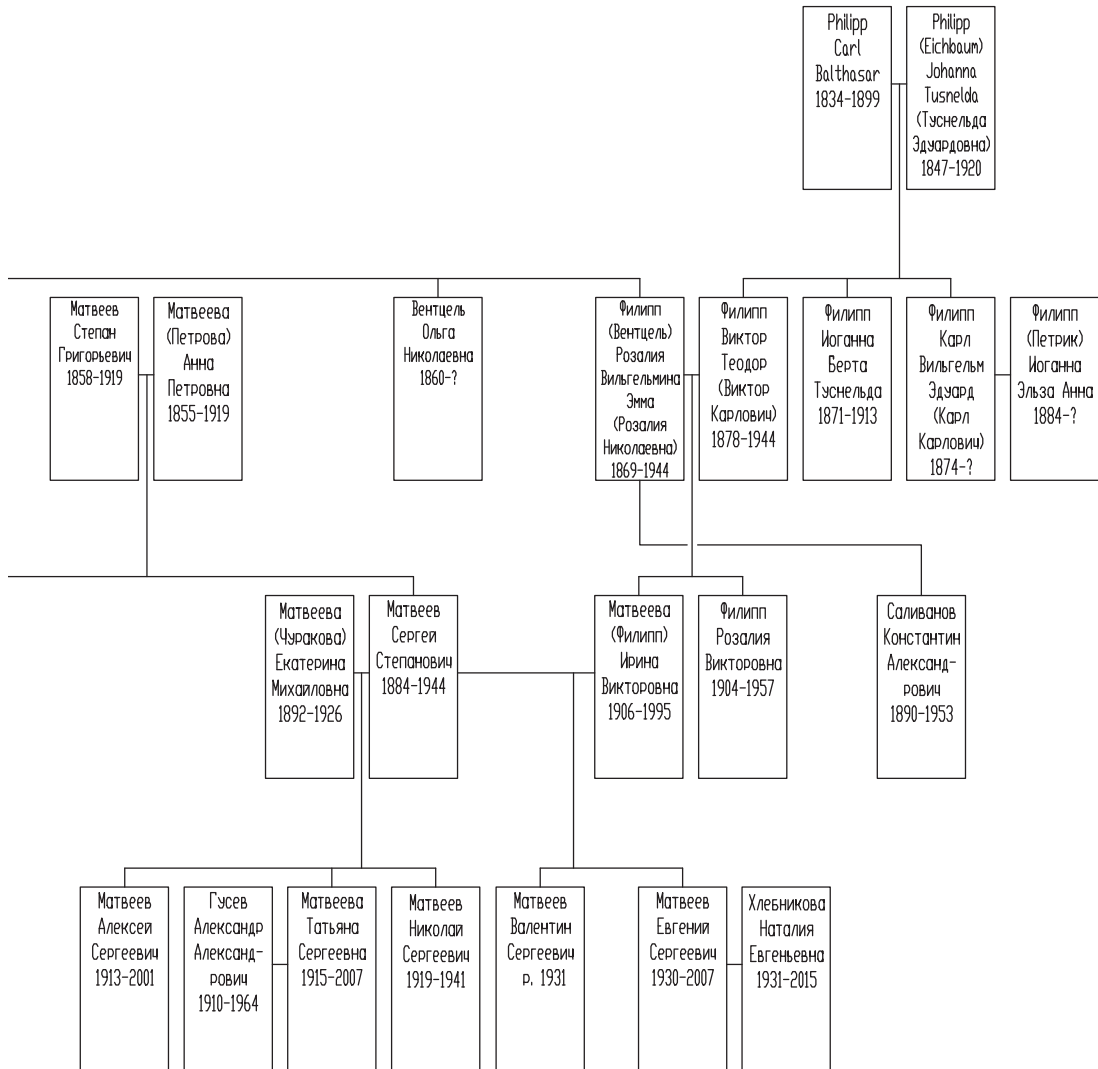 Philipp
Carl
Balthasar
1834-1899
Philipp
(Eichbaum)
Johanna
Tusnelda
(Туснельда
Эдуардовна)
1847-1920
Матвеев
Степан
Григорьевич
1858-1919
Матвеева
(Петрова)
Анна
Петровна
1855-1919
Вентцель
Ольга
Николаевна
1860-?
Филипп
(Вентцель)
Розалия
Вильгельмина
Эмма
(Розалия
Николаевна)
1869-1944
Филипп
Виктор
Теодор
(Виктор
Карлович)
1878-1944
Филипп
Иоганна
Берта
Туснельда
1871-1913
Филипп
Карл
Вильгельм
Эдуард
(Карл
Карлович)
1874-?
Филипп
(Петрик)
Иоганна
Эльза Анна
1884-?
Матвеева
(Чуракова)
Екатерина
Михайловна
1892-1926
Матвеев
Сергей
Степанович
1884-1944
Матвеева
(Филипп)
Ирина
Викторовна
1906-1995
Филипп
Розалия
Викторовна
1904-1957
Саливанов
Константин
Александ-
рович
1890-1953
Матвеев
Алексей
Сергеевич
1913-2001
Гусев
Александр
Александ-
рович
1910-1964
Матвеева
Татьяна
Сергеевна
1915-2007
Матвеев
Николай
Сергеевич
1919-1941
Матвеев
Валентин
Сергеевич
р. 1931
Матвеев
Евгений
Сергеевич
1930-2007
Хлебникова
Наталия
Евгеньевна
1931-2015